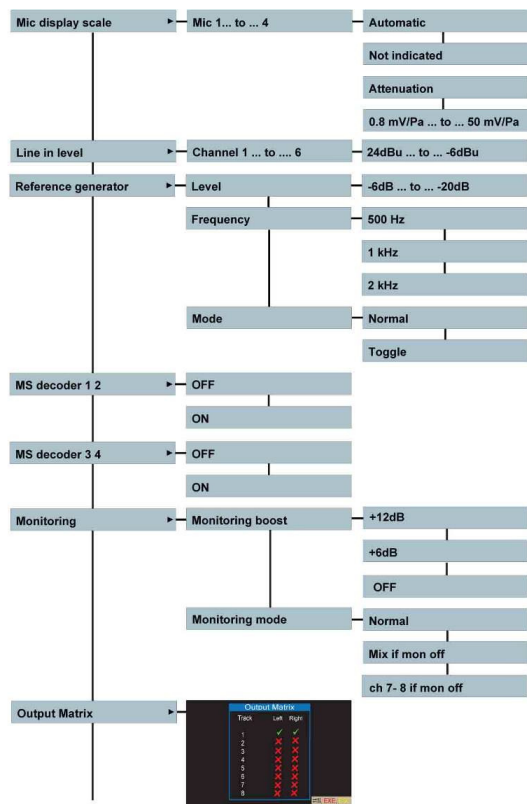 Mic display scale ► Mic 1... to ... 4 Automatic
Not indicated
Attenuation
0.8 mV/Pa ... to ... 50 mV/Pa
Line in level ► Channel 1 ... to .... 6 24dBu ... to ... -6dBu
Reference generator ► Level -6dB ... to ... -20dB
Frequency 500 Hz
1 kHz
2 kHz
Mode Normal
Toggle
MS decoder 1 2 ► OFF
ON
MS decoder 3 4 ► OFF
ON
Monitoring ► Monitoring boost +12dB
+6dB
OFF
Monitoring mode Normal
Mix if mon off
ch 7- 8 if mon off
Output Matrix ►
Output Matrix
Track Left Right
1 ✓ ✓
2 ✗ ✗
3 ✗ ✗
4 ✗ ✗
5 ✗ ✗
6 ✗ ✗
7 ✗ ✗
8 ✗ ✗